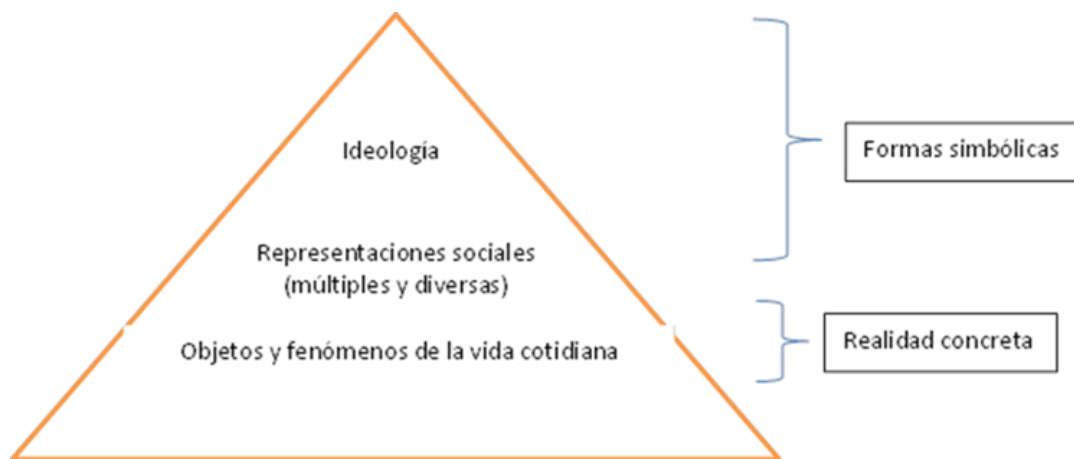 Ideología
Formas simbólicas
Representaciones sociales
(múltiples y diversas)
Objetos y fenómenos de la vida cotidiana
Realidad concreta